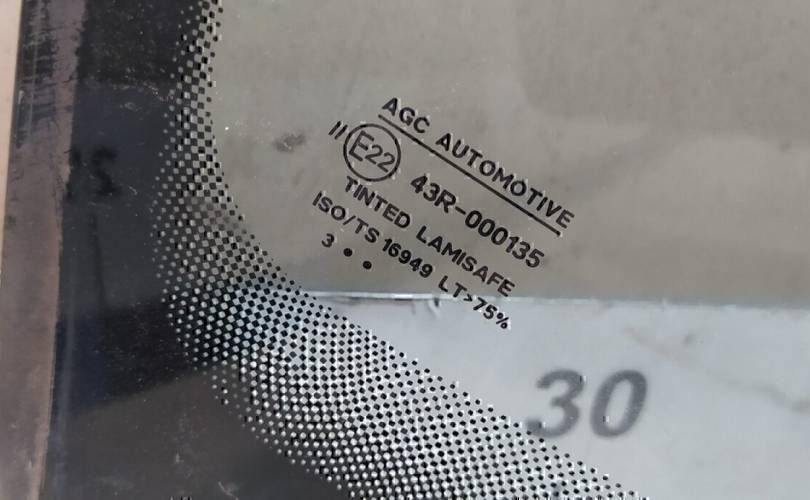 AGC AUTOMOTIVE
II E22 43R-000135
TINTED LAMISAFE
ISO/TS 16949 LT>75%
3 • •
30